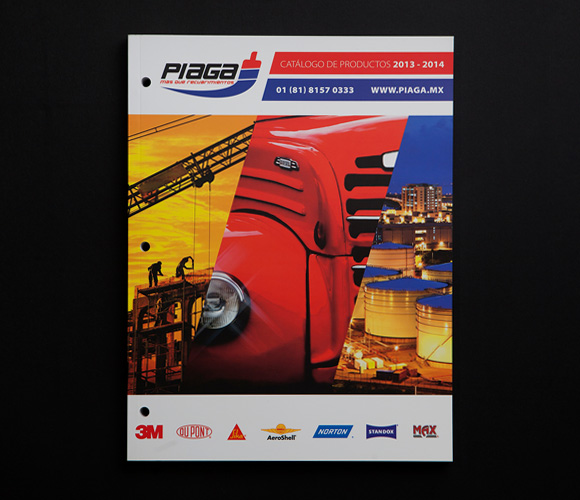 PIAGA
más que recubrimientos
CATÁLOGO DE PRODUCTOS 2013 - 2014
01 (81) 8157 0333 WWW.PIAGA.MX
3M DUPONT Sika AeroShell NORTON STANDOX MAX